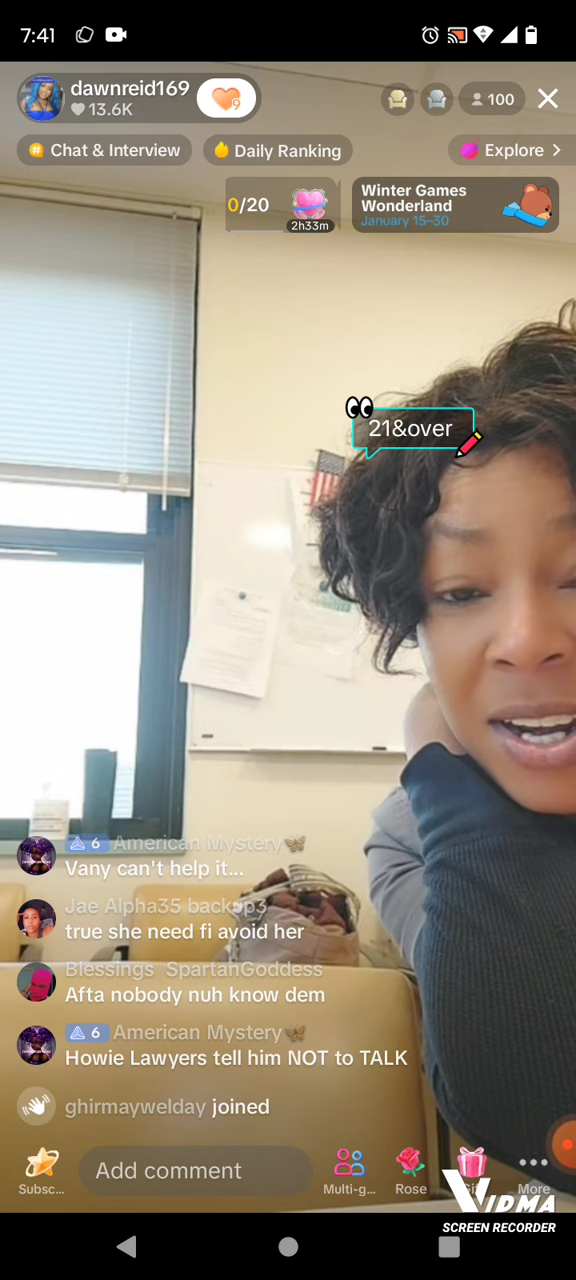 7:41
dawnreid169
13.6K
100
Chat & Interview
Daily Ranking
Explore >
0/20
2h33m
Winter Games
Wonderland
January 15–30
21&over
6 American Mystery
Vany can't help it...
Jae Alpha35 backup3
true she need fi avoid her
Blessings SpartanGoddess
Afta nobody nuh know dem
6 American Mystery
Howie Lawyers tell him NOT to TALK
ghirmaywelday joined
Add comment
Subsc...
Multi-g...
Rose
More
VIDMA
SCREEN RECORDER